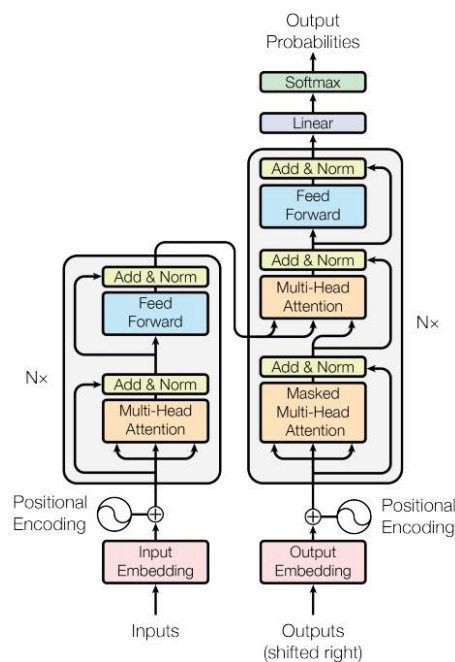 Output
Probabilities
Softmax
Linear
Add & Norm
Feed
Forward
Add & Norm
Multi-Head
Attention
Add & Norm
Masked
Multi-Head
Attention
N×
Add & Norm
Feed
Forward
N×
Add & Norm
Multi-Head
Attention
Positional
Encoding
Positional
Encoding
Input
Embedding
Output
Embedding
Inputs
Outputs
(shifted right)